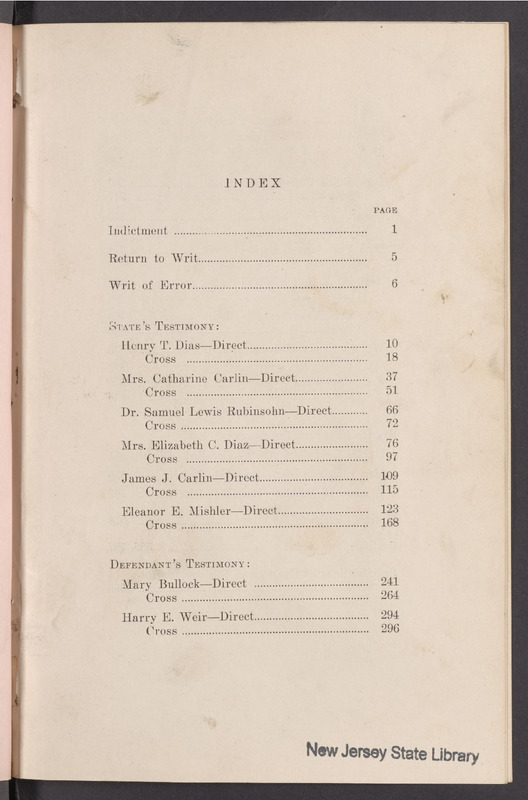 INDEX
PAGE
Indictment ................................................................ 1
Return to Writ........................................................ 5
Writ of Error.......................................................... 6
State's Testimony:
Henry T. Dias—Direct........................................ 10
Cross ............................................................ 18
Mrs. Catharine Carlin—Direct........................ 37
Cross ............................................................ 51
Dr. Samuel Lewis Rubinsohn—Direct............ 66
Cross .............................................................. 72
Mrs. Elizabeth C. Diaz—Direct........................ 76
Cross ............................................................ 97
James J. Carlin—Direct.................................... 109
Cross ............................................................ 115
Eleanor E. Mishler—Direct.............................. 123
Cross .............................................................. 168
Defendant's Testimony:
Mary Bullock—Direct ...................................... 241
Cross .............................................................. 264
Harry E. Weir—Direct...................................... 294
Cross .............................................................. 296
New Jersey State Library